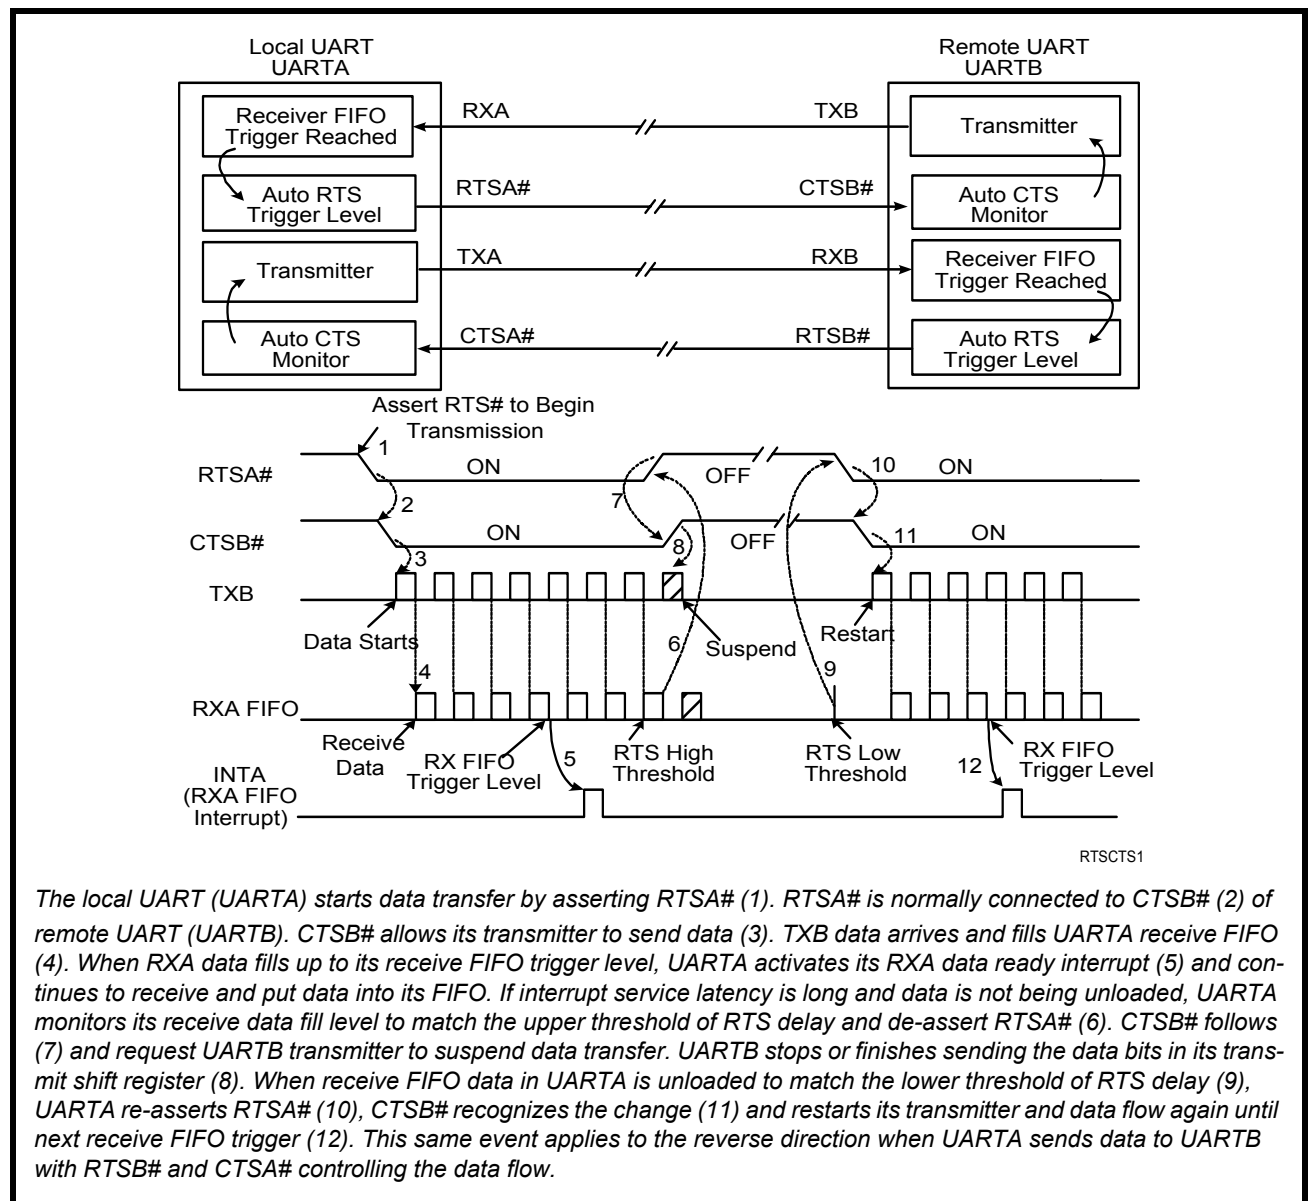 Local UART
UARTA
Remote UART
UARTB
Receiver FIFO
Trigger Reached
RXA
TXB
Transmitter
Auto RTS
Trigger Level
RTSA#
CTSB#
Auto CTS
Monitor
Transmitter
TXA
RXB
Receiver FIFO
Trigger Reached
Auto CTS
Monitor
CTSA#
RTSB#
Auto RTS
Trigger Level
Assert RTS# to Begin
Transmission
1
RTSA#
ON
OFF
10
ON
2
7
CTSB#
ON
8
OFF
11
ON
3
TXB
Data Starts
6
Suspend
Restart
4
9
RXA FIFO
Receive
Data
RX FIFO
Trigger Level
5
RTS High
Threshold
RTS Low
Threshold
12
RX FIFO
Trigger Level
INTA
(RXA FIFO
Interrupt)
RTSCTS1
The local UART (UARTA) starts data transfer by asserting RTSA# (1). RTSA# is normally connected to CTSB# (2) of
remote UART (UARTB). CTSB# allows its transmitter to send data (3). TXB data arrives and fills UARTA receive FIFO
(4). When RXA data fills up to its receive FIFO trigger level, UARTA activates its RXA data ready interrupt (5) and con-
tinues to receive and put data into its FIFO. If interrupt service latency is long and data is not being unloaded, UARTA
monitors its receive data fill level to match the upper threshold of RTS delay and de-assert RTSA# (6). CTSB# follows
(7) and request UARTB transmitter to suspend data transfer. UARTB stops or finishes sending the data bits in its trans-
mit shift register (8). When receive FIFO data in UARTA is unloaded to match the lower threshold of RTS delay (9),
UARTA re-asserts RTSA# (10), CTSB# recognizes the change (11) and restarts its transmitter and data flow again until
next receive FIFO trigger (12). This same event applies to the reverse direction when UARTA sends data to UARTB
with RTSB# and CTSA# controlling the data flow.